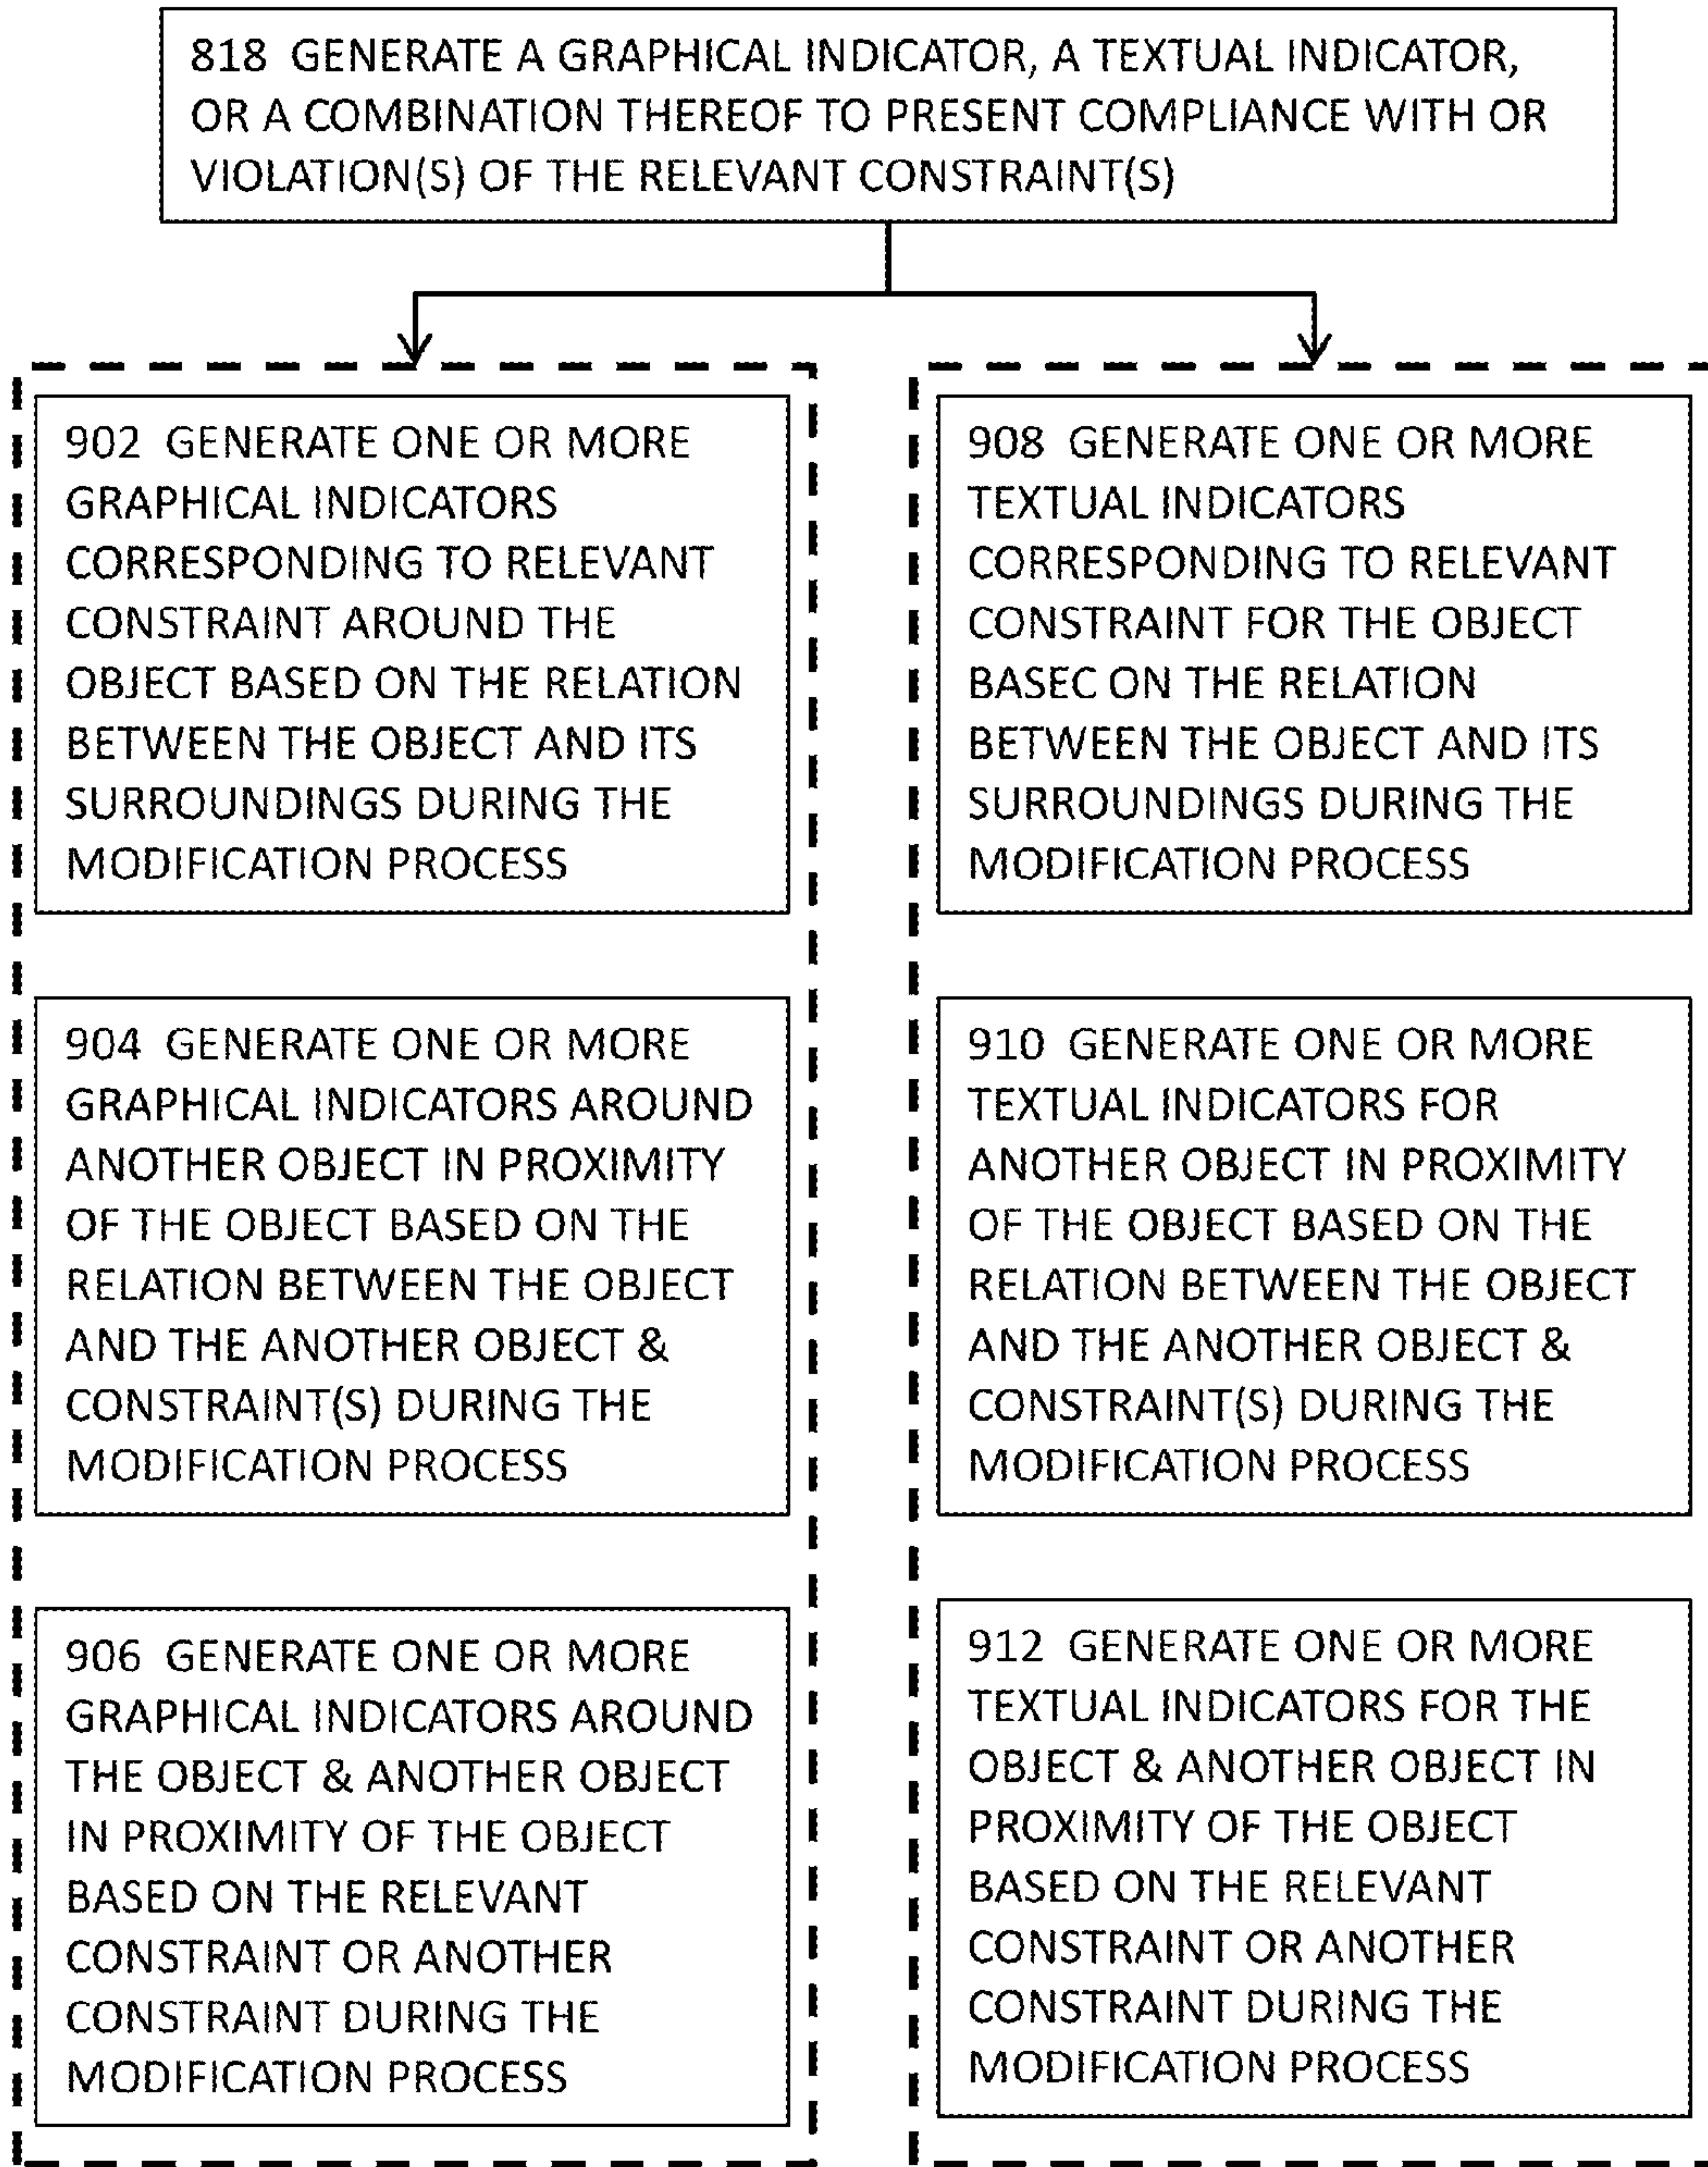 818 GENERATE A GRAPHICAL INDICATOR, A TEXTUAL INDICATOR,
OR A COMBINATION THEREOF TO PRESENT COMPLIANCE WITH OR
VIOLATION(S) OF THE RELEVANT CONSTRAINT(S)
902 GENERATE ONE OR MORE
GRAPHICAL INDICATORS
CORRESPONDING TO RELEVANT
CONSTRAINT AROUND THE
OBJECT BASED ON THE RELATION
BETWEEN THE OBJECT AND ITS
SURROUNDINGS DURING THE
MODIFICATION PROCESS
904 GENERATE ONE OR MORE
GRAPHICAL INDICATORS AROUND
ANOTHER OBJECT IN PROXIMITY
OF THE OBJECT BASED ON THE
RELATION BETWEEN THE OBJECT
AND THE ANOTHER OBJECT &
CONSTRAINT(S) DURING THE
MODIFICATION PROCESS
906 GENERATE ONE OR MORE
GRAPHICAL INDICATORS AROUND
THE OBJECT & ANOTHER OBJECT
IN PROXIMITY OF THE OBJECT
BASED ON THE RELEVANT
CONSTRAINT OR ANOTHER
CONSTRAINT DURING THE
MODIFICATION PROCESS
908 GENERATE ONE OR MORE
TEXTUAL INDICATORS
CORRESPONDING TO RELEVANT
CONSTRAINT FOR THE OBJECT
BASEC ON THE RELATION
BETWEEN THE OBJECT AND ITS
SURROUNDINGS DURING THE
MODIFICATION PROCESS
910 GENERATE ONE OR MORE
TEXTUAL INDICATORS FOR
ANOTHER OBJECT IN PROXIMITY
OF THE OBJECT BASED ON THE
RELATION BETWEEN THE OBJECT
AND THE ANOTHER OBJECT &
CONSTRAINT(S) DURING THE
MODIFICATION PROCESS
912 GENERATE ONE OR MORE
TEXTUAL INDICATORS FOR THE
OBJECT & ANOTHER OBJECT IN
PROXIMITY OF THE OBJECT
BASED ON THE RELEVANT
CONSTRAINT OR ANOTHER
CONSTRAINT DURING THE
MODIFICATION PROCESS